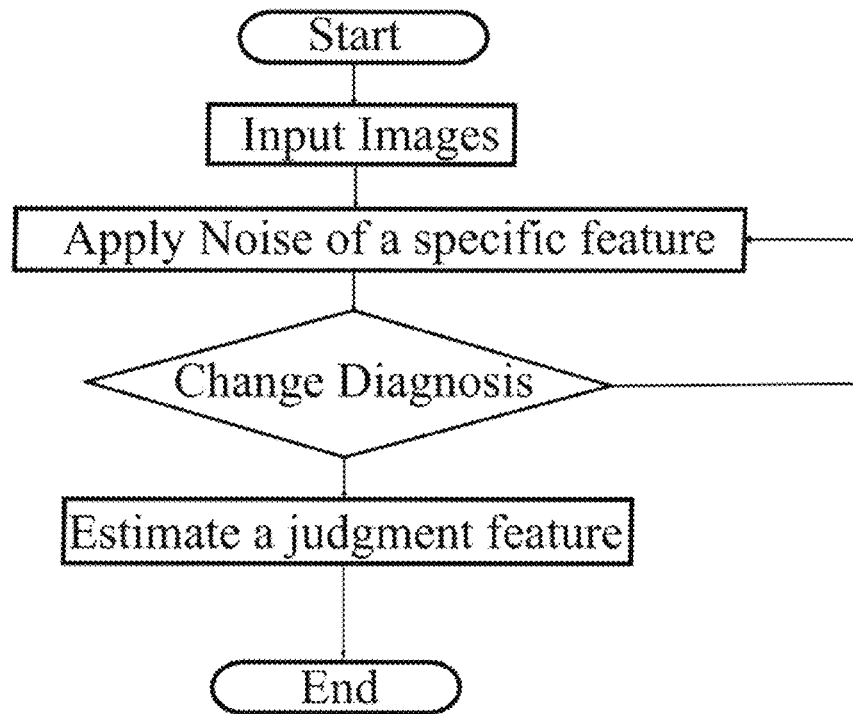 Start
Input Images
Apply Noise of a specific feature
Change Diagnosis
Estimate a judgment feature
End